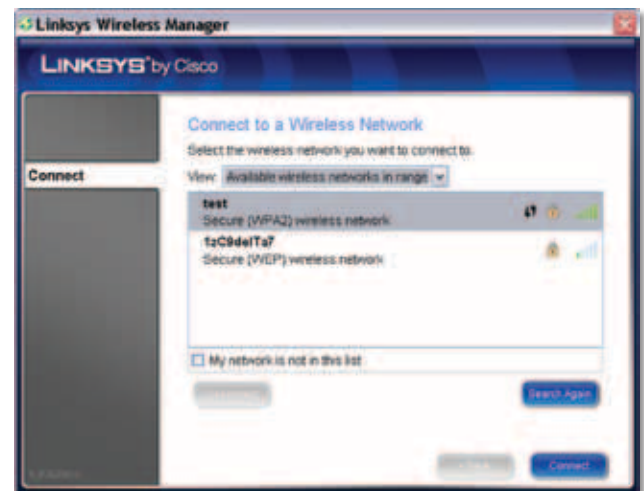 Linksys Wireless Manager
LINKSYS by Cisco
Connect to a Wireless Network
Select the wireless network you want to connect to.
Connect
View: Available wireless networks in range
test
Secure (WPA2) wireless network
Secure (WEP) wireless network
My network is not in this list
Search Again
Connect